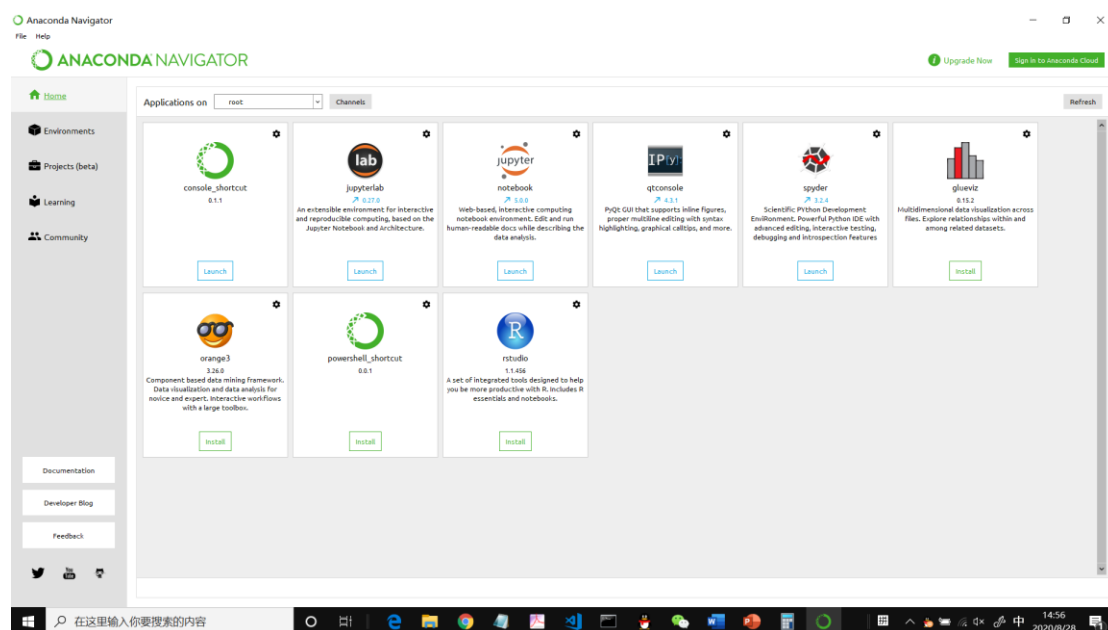 Anaconda Navigator
File Help
ANACONDA NAVIGATOR
Upgrade Now
Sign in to Anaconda Cloud
Home
Environments
Projects (beta)
Learning
Community
Documentation
Developer Blog
Feedback
Applications on root Channels Refresh
lab
jupyter
IP[y]:
console_shortcut
0.1.1
Launch
jupyterlab
0.27.0
An extensible environment for interactive
and reproducible computing, based on the
Jupyter Notebook and Architecture.
Launch
notebook
5.0.0
Web-based, interactive computing
notebook environment. Edit and run
human-readable docs while describing the
data analysis.
Launch
qtconsole
4.3.1
PyQt GUI that supports inline figures,
proper multiline editing with syntax
highlighting, graphical calltips, and more.
Launch
spyder
3.2.4
Scientific PYthon Development
EnviRonment. Powerful Python IDE with
advanced editing, interactive testing,
debugging and introspection features
Launch
glueviz
0.15.2
Multidimensional data visualization across
files. Explore relationships within and
among related datasets.
Install
orange3
3.26.0
Component based data mining framework.
Data visualization and data analysis for
novice and expert. Interactive workflows
with a large toolbox.
Install
powershell_shortcut
0.0.1
Install
R
rstudio
1.1.456
A set of integrated tools designed to help
you be more productive with R. Includes R
essentials and notebooks.
Install
You Tube
在这里输入你要搜索的内容
中
14:56
2020/8/28